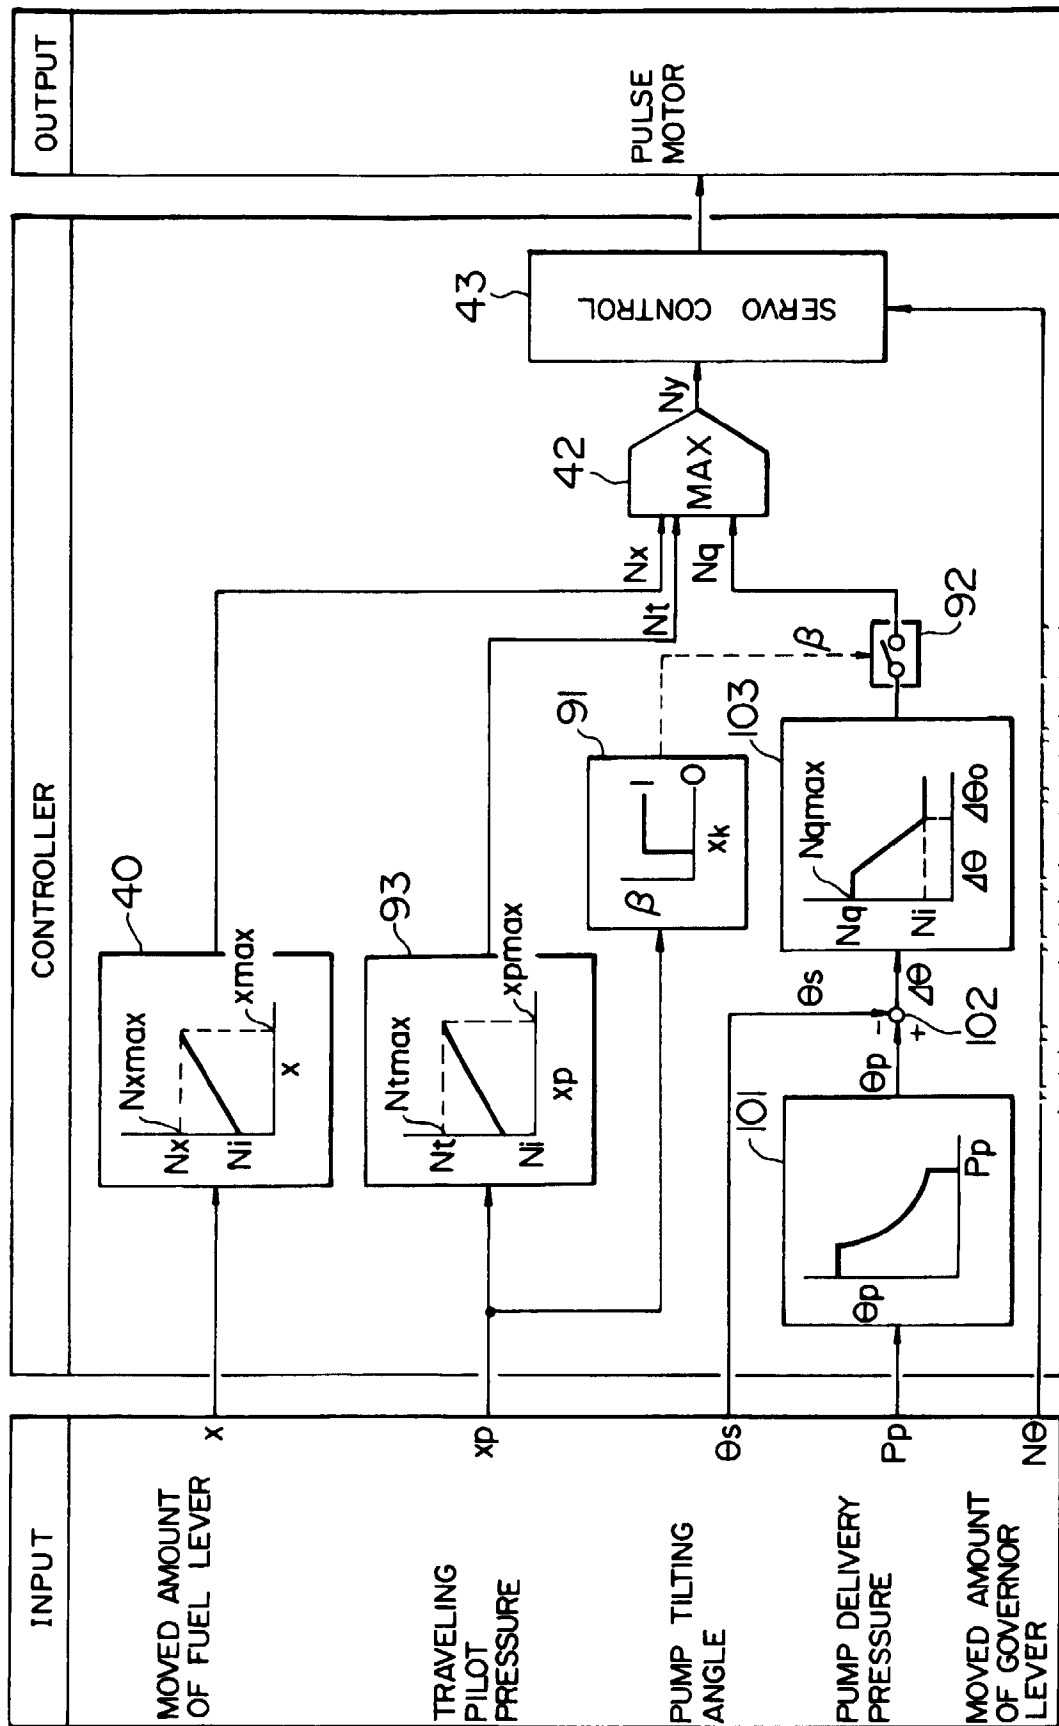 INPUT
CONTROLLER
OUTPUT
MOVED AMOUNT
OF FUEL LEVER
x
Nxmax
Nx
Ni
x
xmax
40
TRAVELING
PILOT
PRESSURE
xp
Ntmax
Nt
Ni
xp
xpmax
93
β
1
0
xk
91
β
PUMP TILTING
ANGLE
θs
θs
PUMP DELIVERY
PRESSURE
Pp
θp
Pp
101
θp
-
+
102
Δθ
Nqmax
Nq
Ni
Δθ
Δθo
103
92
Nx
Nt
Nq
42
MAX
Ny
43
SERVO CONTROL
PULSE
MOTOR
MOVED AMOUNT
OF GOVERNOR
LEVER
Nθ